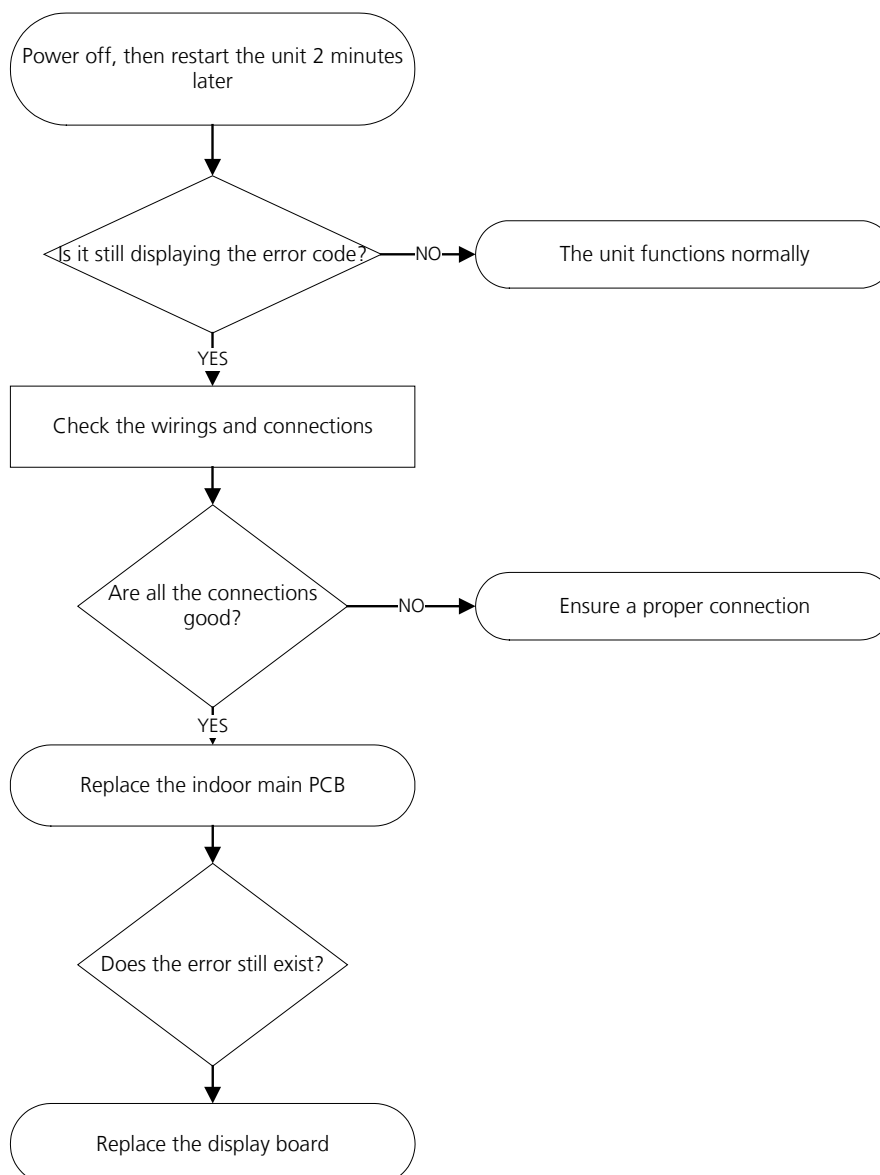 Power off, then restart the unit 2 minutes
later
Is it still displaying the error code?
NO
The unit functions normally
YES
Check the wirings and connections
Are all the connections
good?
NO
Ensure a proper connection
YES
Replace the indoor main PCB
Does the error still exist?
Replace the display board